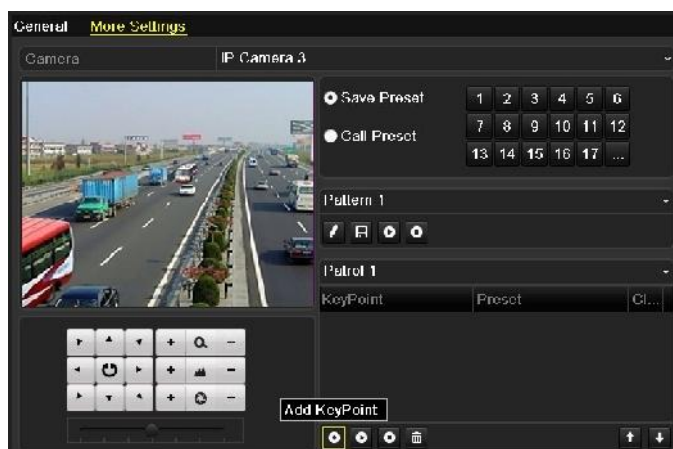 General More Settings
Camera IP Camera 3
Save Preset 1 2 3 4 5 6
Call Preset 7 8 9 10 11 12
13 14 15 16 17 ...
Pattern 1
Patrol 1
KeyPoint Preset Cl...
Add KeyPoint